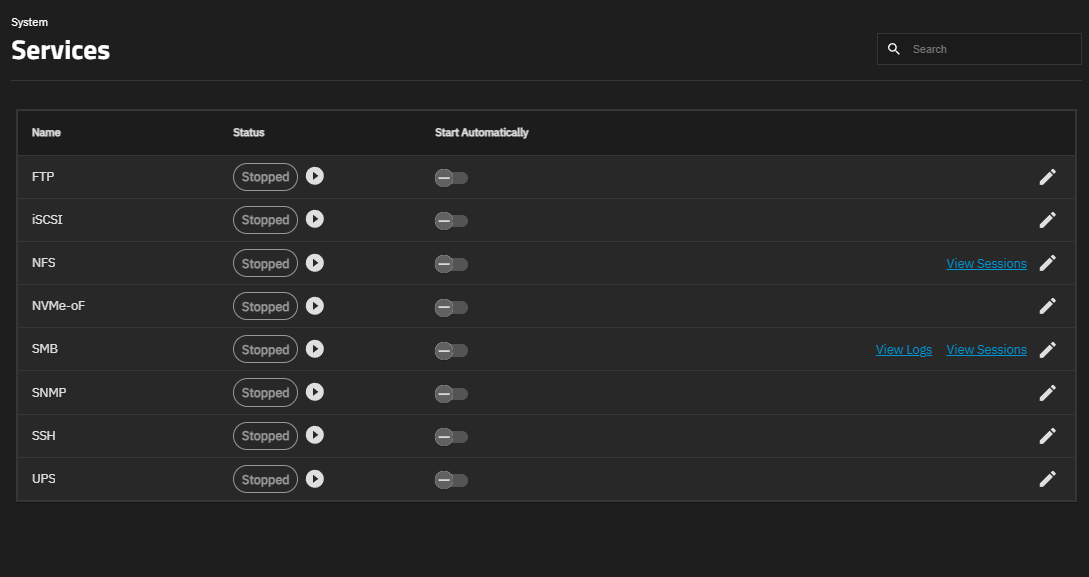 System
Services
Search
Name Status Start Automatically
FTP Stopped
iSCSI Stopped
NFS Stopped View Sessions
NVMe-oF Stopped
SMB Stopped View Logs View Sessions
SNMP Stopped
SSH Stopped
UPS Stopped